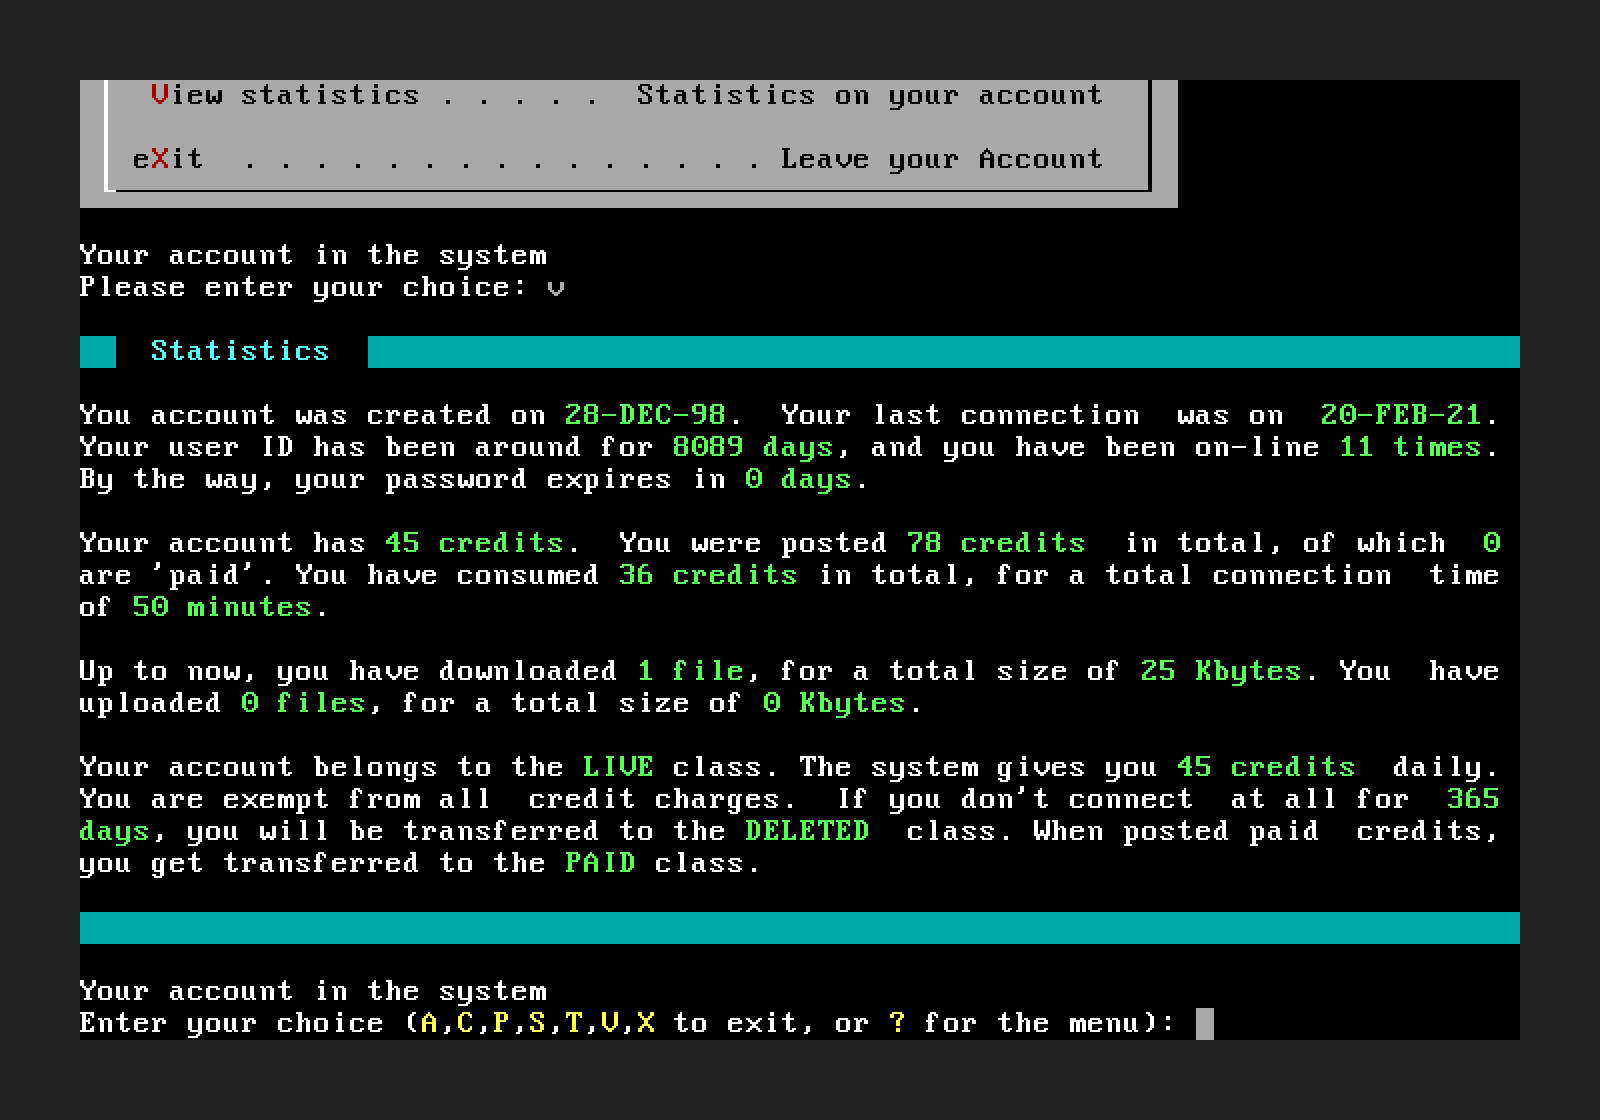 View statistics . . . . .  Statistics on your account
eXit  . . . . . . . . . . . . . . . Leave your Account
Your account in the system
Please enter your choice: v
Statistics
You account was created on 28-DEC-98.  Your last connection  was on  20-FEB-21.
Your user ID has been around for 8089 days, and you have been on-line 11 times.
By the way, your password expires in 0 days.
Your account has 45 credits.  You were posted 78 credits  in total, of which  0
are 'paid'. You have consumed 36 credits in total, for a total connection  time
of 50 minutes.
Up to now, you have downloaded 1 file, for a total size of 25 Kbytes. You  have
uploaded 0 files, for a total size of 0 Kbytes.
Your account belongs to the LIVE class. The system gives you 45 credits  daily.
You are exempt from all  credit charges.  If you don't connect  at all for  365
days, you will be transferred to the DELETED  class. When posted paid  credits,
you get transferred to the PAID class.
Your account in the system
Enter your choice (A,C,P,S,T,V,X to exit, or ? for the menu):